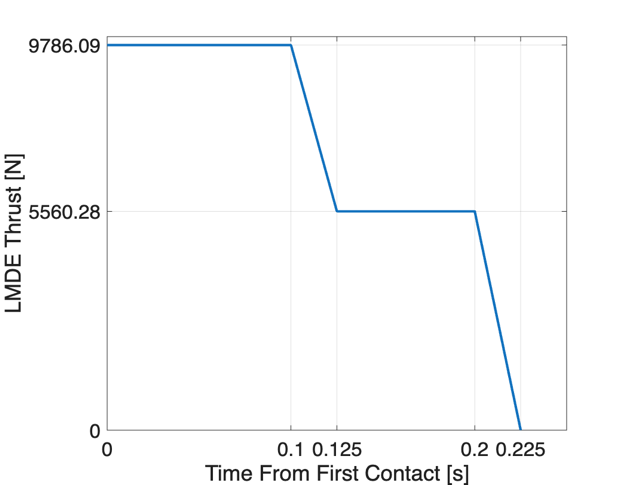 9786.09
5560.28
0
LMDE Thrust [N]
0 0.1 0.125 0.2 0.225
Time From First Contact [s]